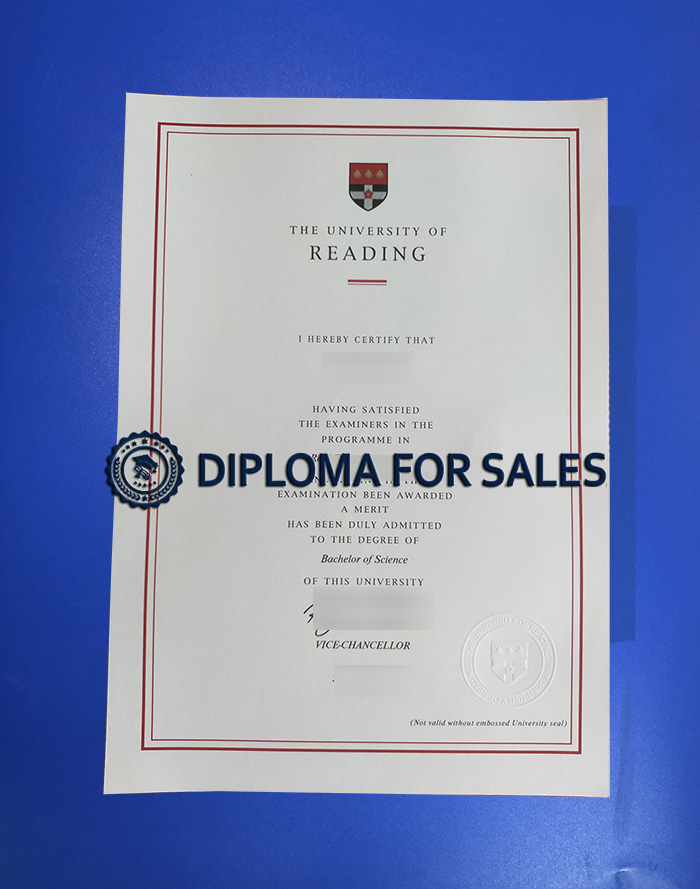 THE UNIVERSITY OF
READING
I HEREBY CERTIFY THAT
HAVING SATISFIED
THE EXAMINERS IN THE
PROGRAMME IN
DIPLOMA FOR SALES
EXAMINATION BEEN AWARDED
A MERIT
HAS BEEN DULY ADMITTED
TO THE DEGREE OF
Bachelor of Science
OF THIS UNIVERSITY
VICE-CHANCELLOR
(Not valid without embossed University seal)